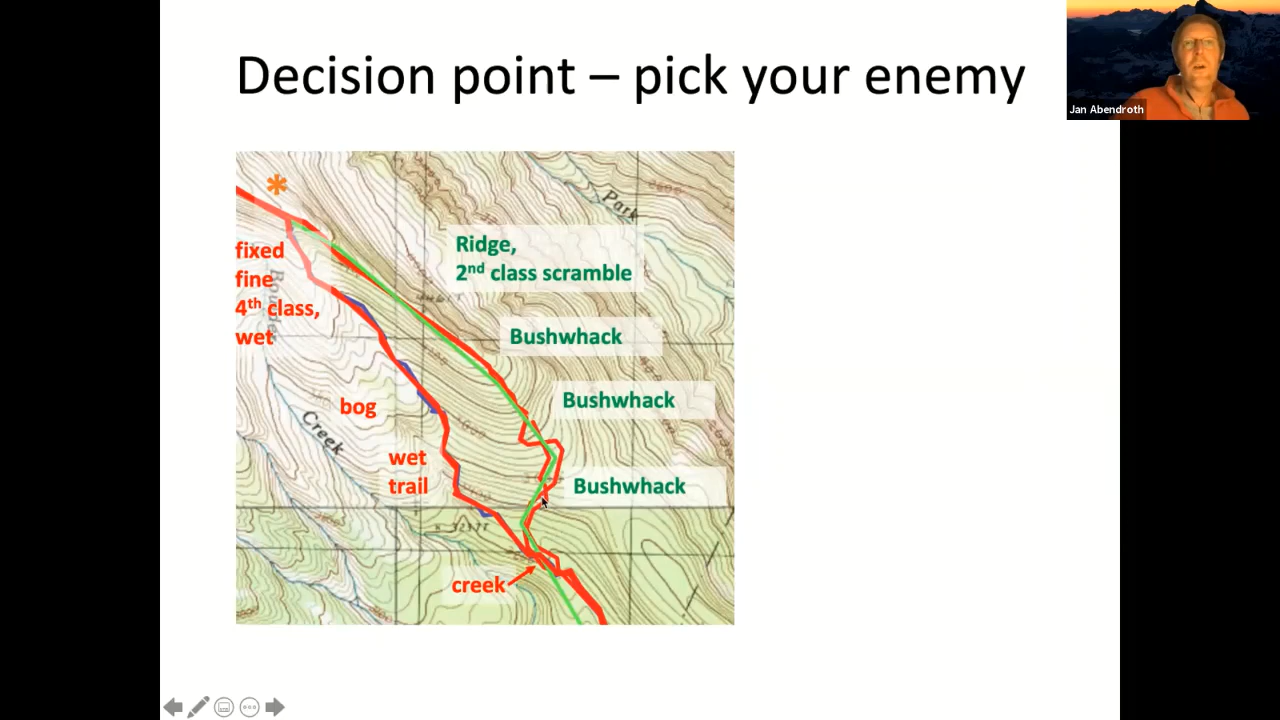 Decision point – pick your enemy
Jan Abendroth
*
Park
Ridge,
2nd class scramble
fixed
fine
4th class,
wet
Bushwhack
Bushwhack
bog
Creek
wet
trail
Bushwhack
creek